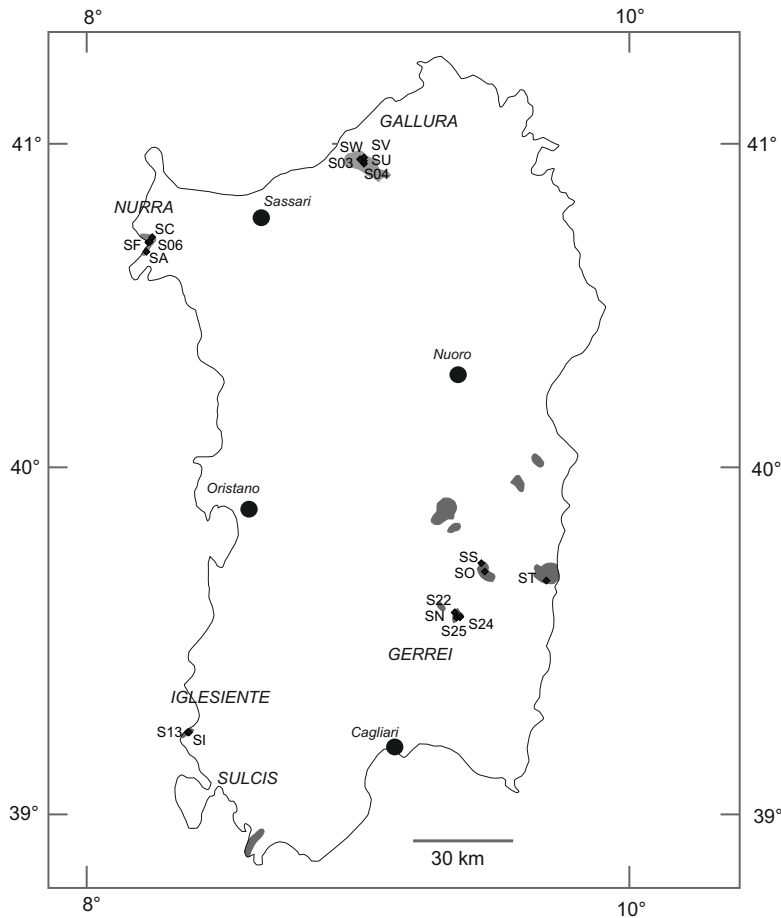 8°
10°
41°
41°
GALLURA
SW
SV
S03
SU
S04
Sassari
NURRA
SC
SF
S06
SA
Nuoro
40°
40°
Oristano
SS
SO
ST
S22
SN
S24
S25
GERREI
IGLESIENTE
S13
SI
Cagliari
SULCIS
39°
39°
30 km
8°
10°